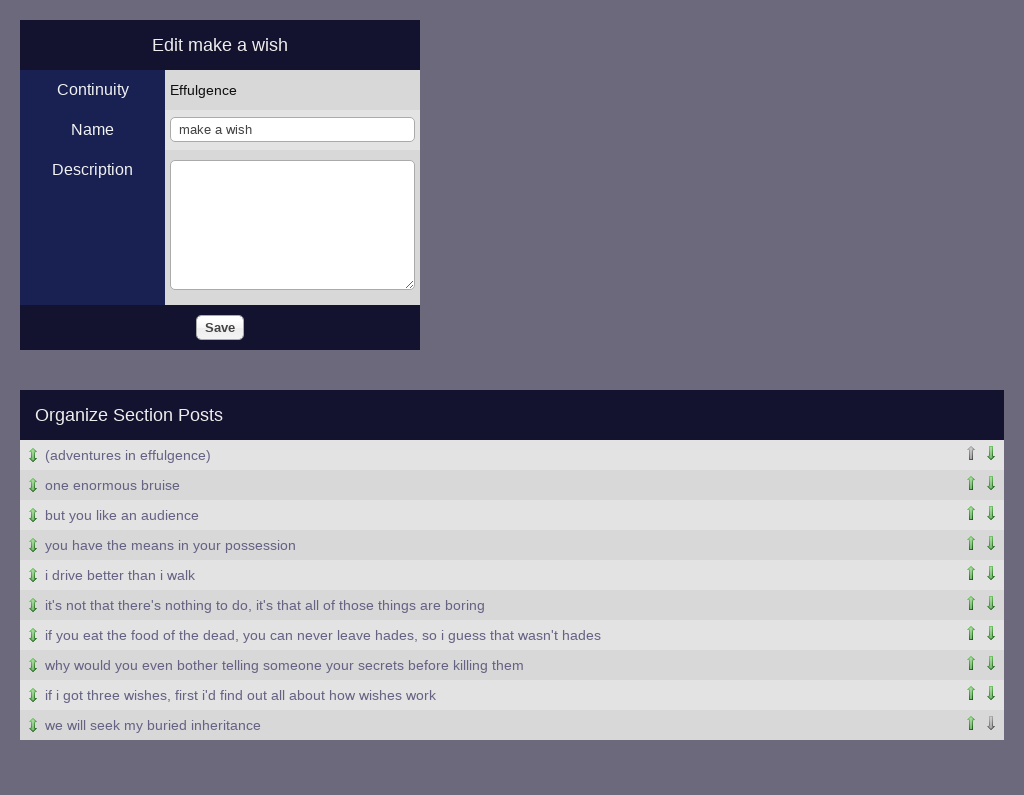 Edit make a wish
Continuity
Effulgence
Name
make a wish
Description
Save
Organize Section Posts
(adventures in effulgence)
one enormous bruise
but you like an audience
you have the means in your possession
i drive better than i walk
it's not that there's nothing to do, it's that all of those things are boring
if you eat the food of the dead, you can never leave hades, so i guess that wasn't hades
why would you even bother telling someone your secrets before killing them
if i got three wishes, first i'd find out all about how wishes work
we will seek my buried inheritance